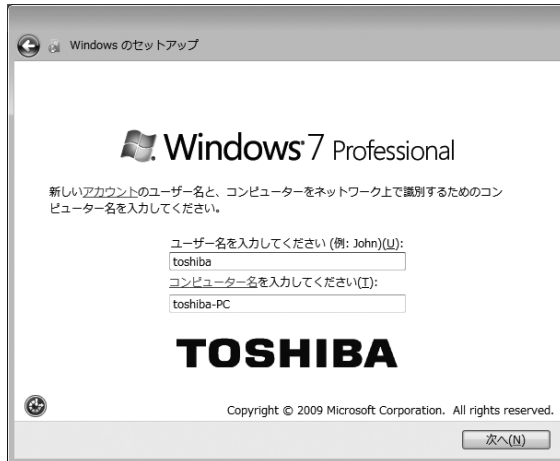 Windows のセットアップ
Windows 7 Professional
新しいアカウントのユーザー名と、コンピューターをネットワーク上で識別するためのコン
ピューター名を入力してください。
ユーザー名を入力してください (例: John)(U):
toshiba
コンピューター名を入力してください(T):
toshiba-PC
TOSHIBA
Copyright © 2009 Microsoft Corporation. All rights reserved.
次へ(N)